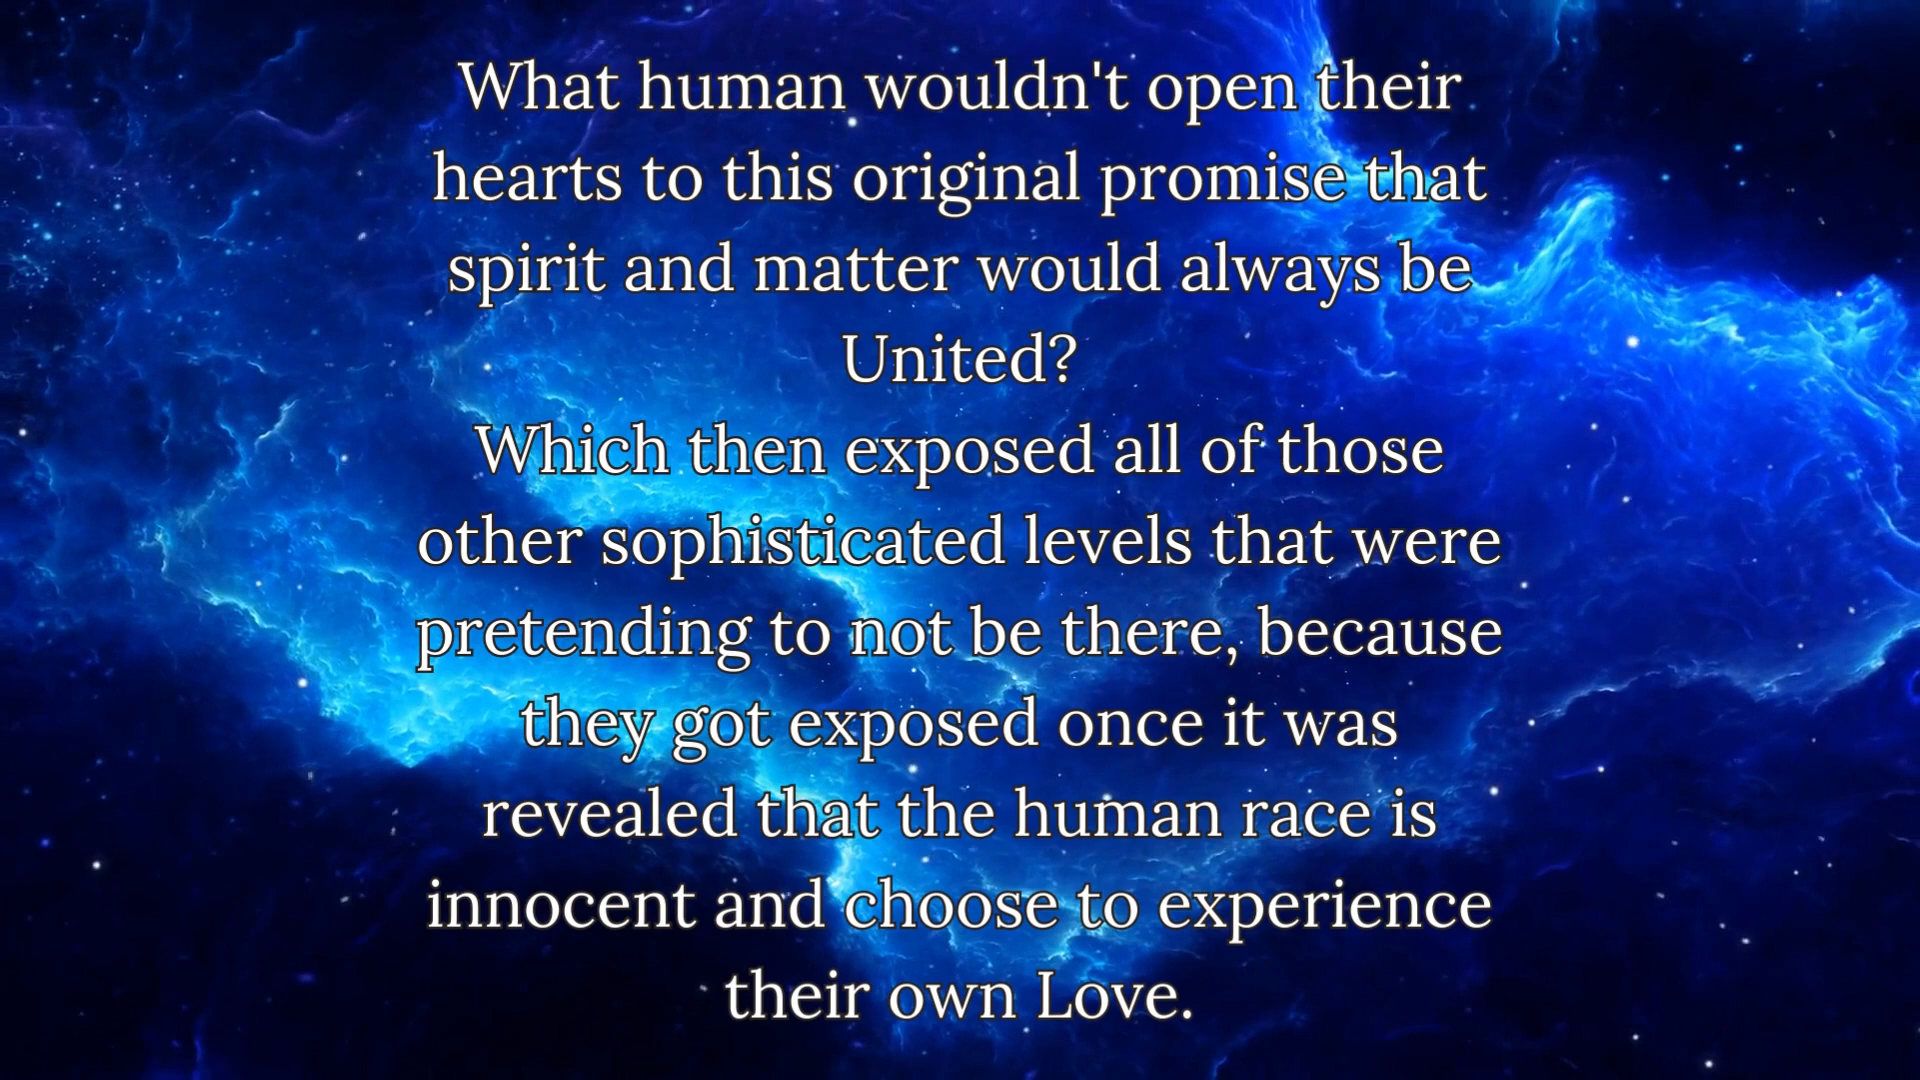 What human wouldn't open their
hearts to this original promise that
spirit and matter would always be
United?
Which then exposed all of those
other sophisticated levels that were
pretending to not be there, because
they got exposed once it was
revealed that the human race is
innocent and choose to experience
their own Love.